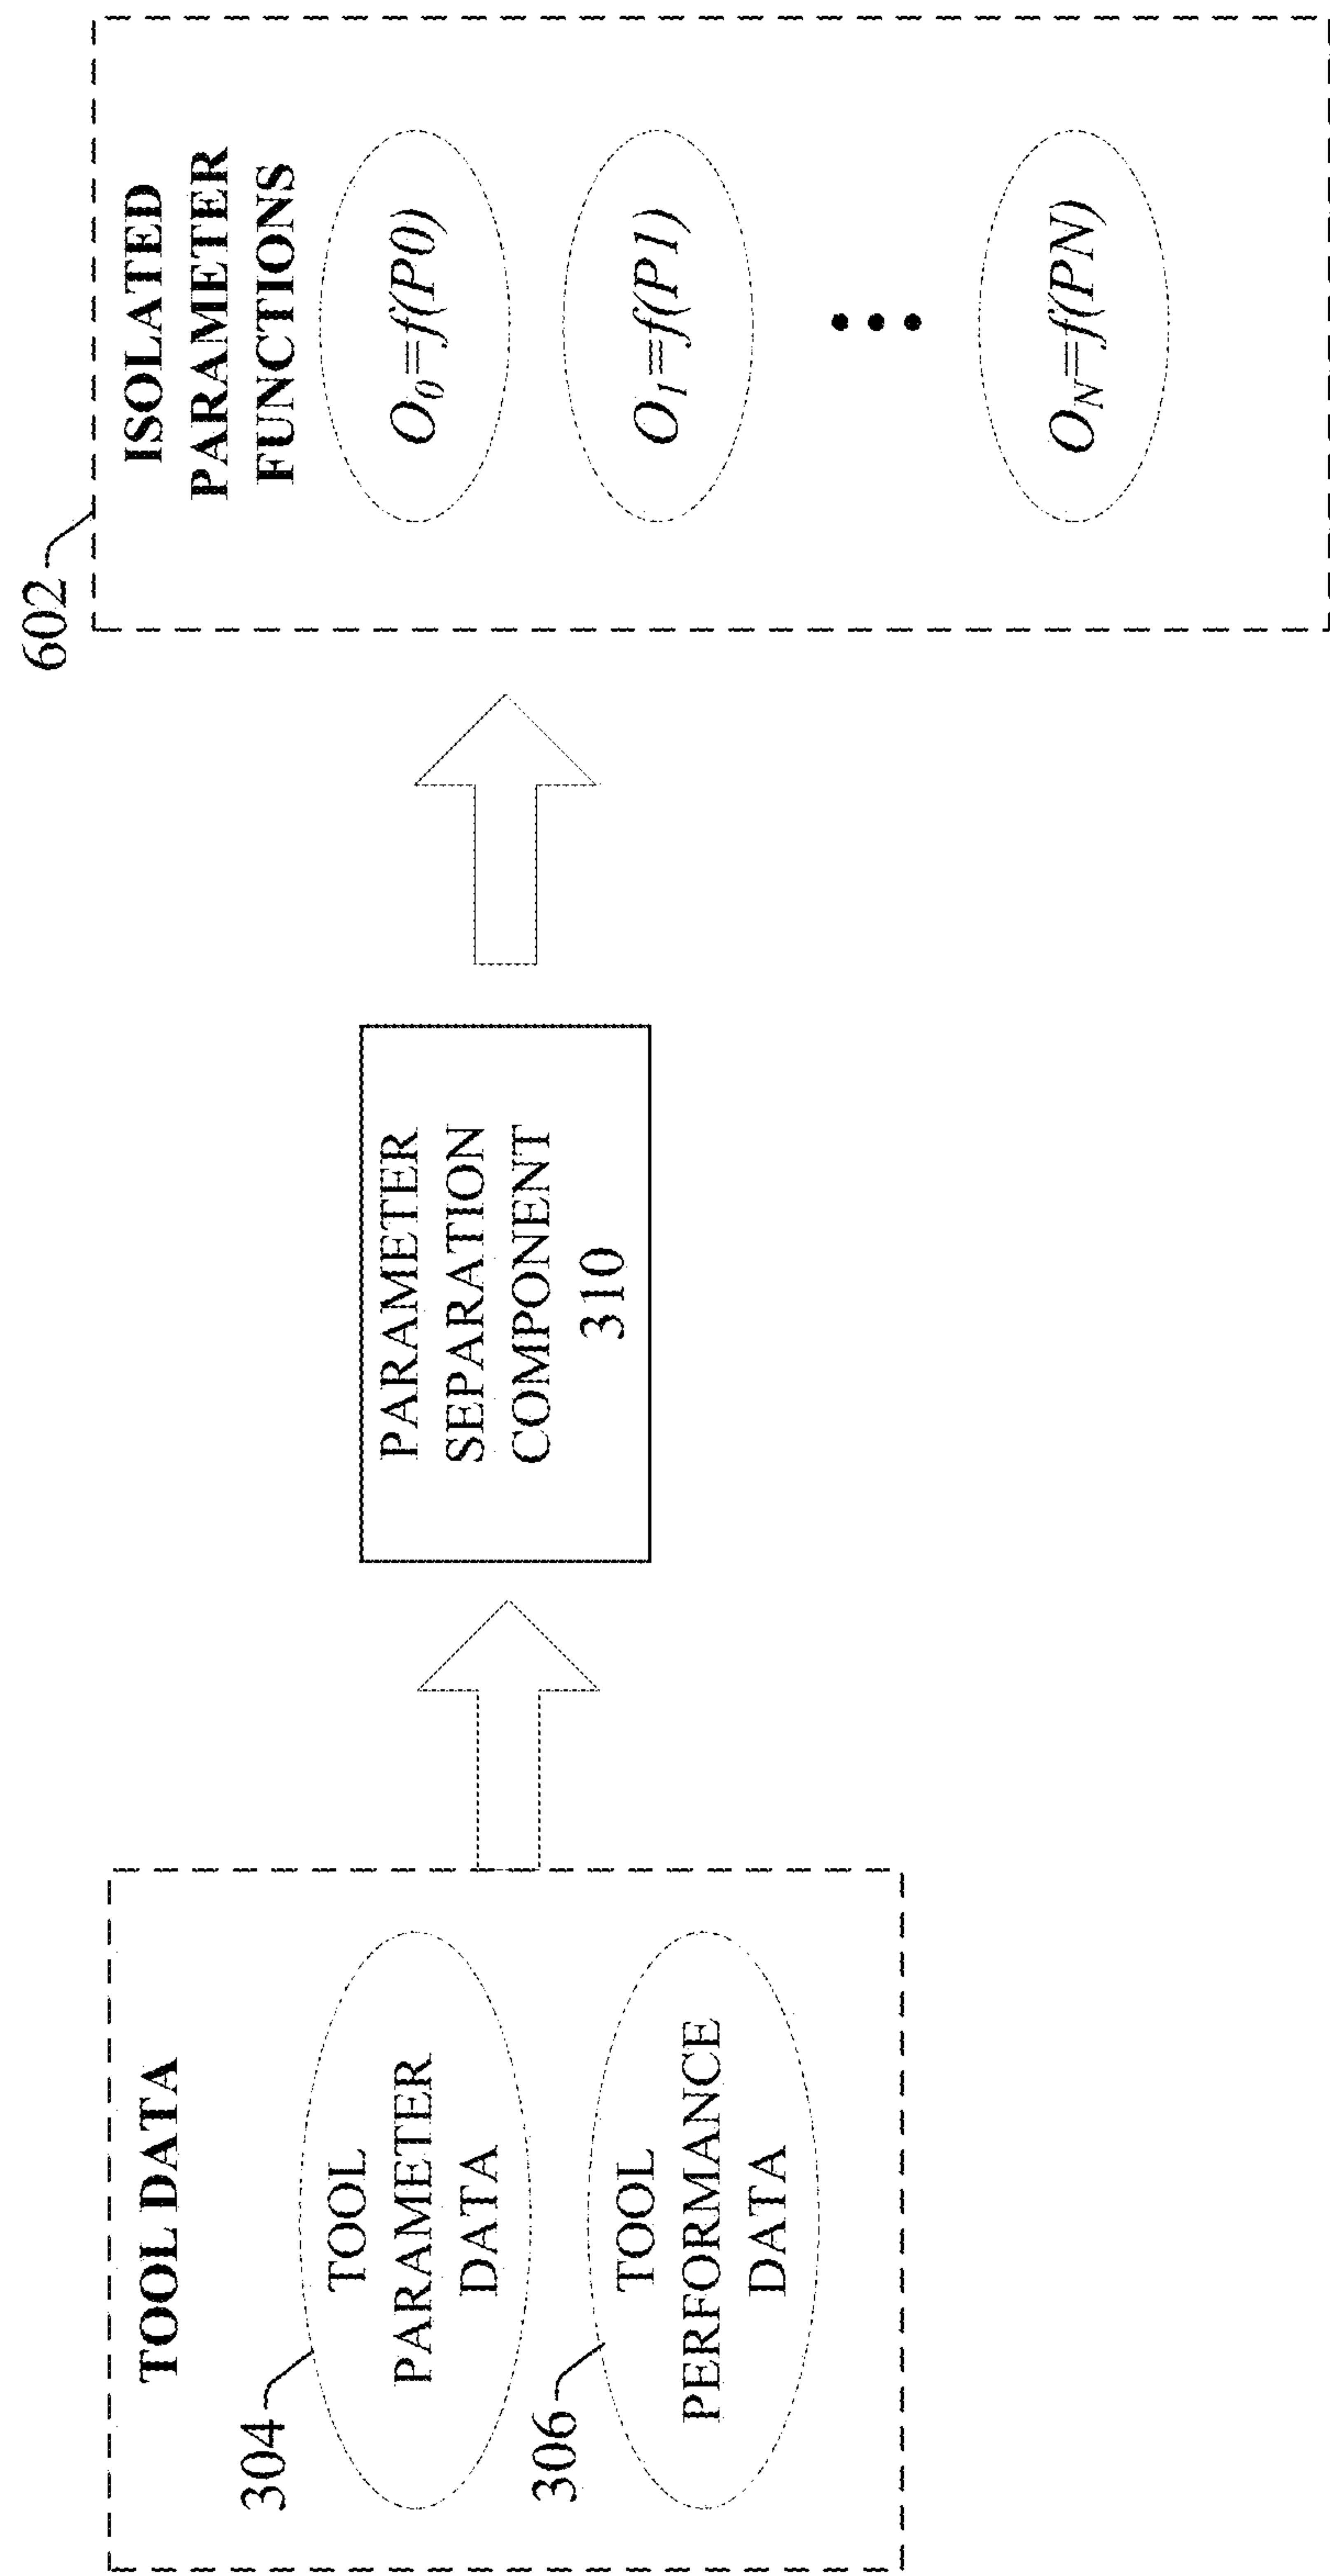 TOOL DATA
304
TOOL
PARAMETER
DATA
306
TOOL
PERFORMANCE
DATA
PARAMETER
SEPARATION
COMPONENT
310
602
ISOLATED
PARAMETER
FUNCTIONS
O₀=f(P0)
O₁=f(P1)
O_N=f(PN)